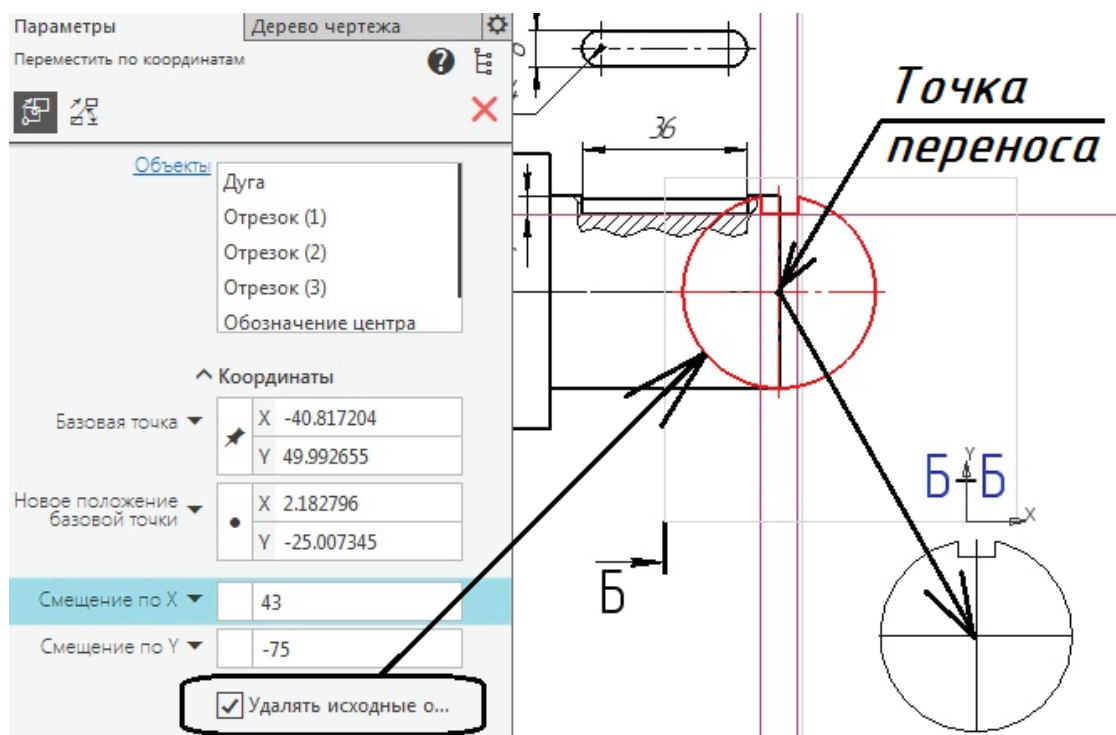 Параметры
Дерево чертежа
Переместить по координатам
?
Объекты
Дуга
Отрезок (1)
Отрезок (2)
Отрезок (3)
Обозначение центра
Координаты
Базовая точка
X -40.817204
Y 49.992655
Новое положение
базовой точки
X 2.182796
Y -25.007345
Смещение по X
43
Смещение по Y
-75
Удалять исходные о...
36
Точка
переноса
Б Б
Y
X
Б